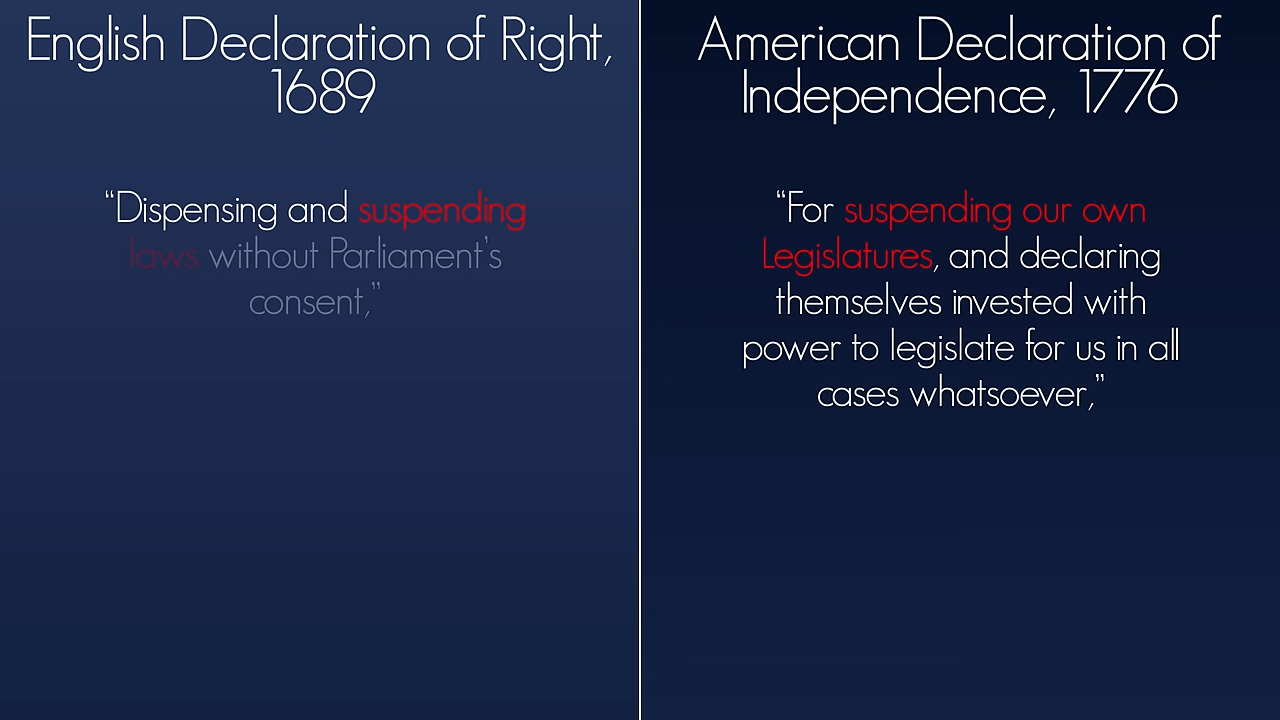 English Declaration of Right,
1689
“Dispensing and suspending
laws without Parliament’s
consent,”
American Declaration of
Independence, 1776
“For suspending our own
Legislatures, and declaring
themselves invested with
power to legislate for us in all
cases whatsoever,”